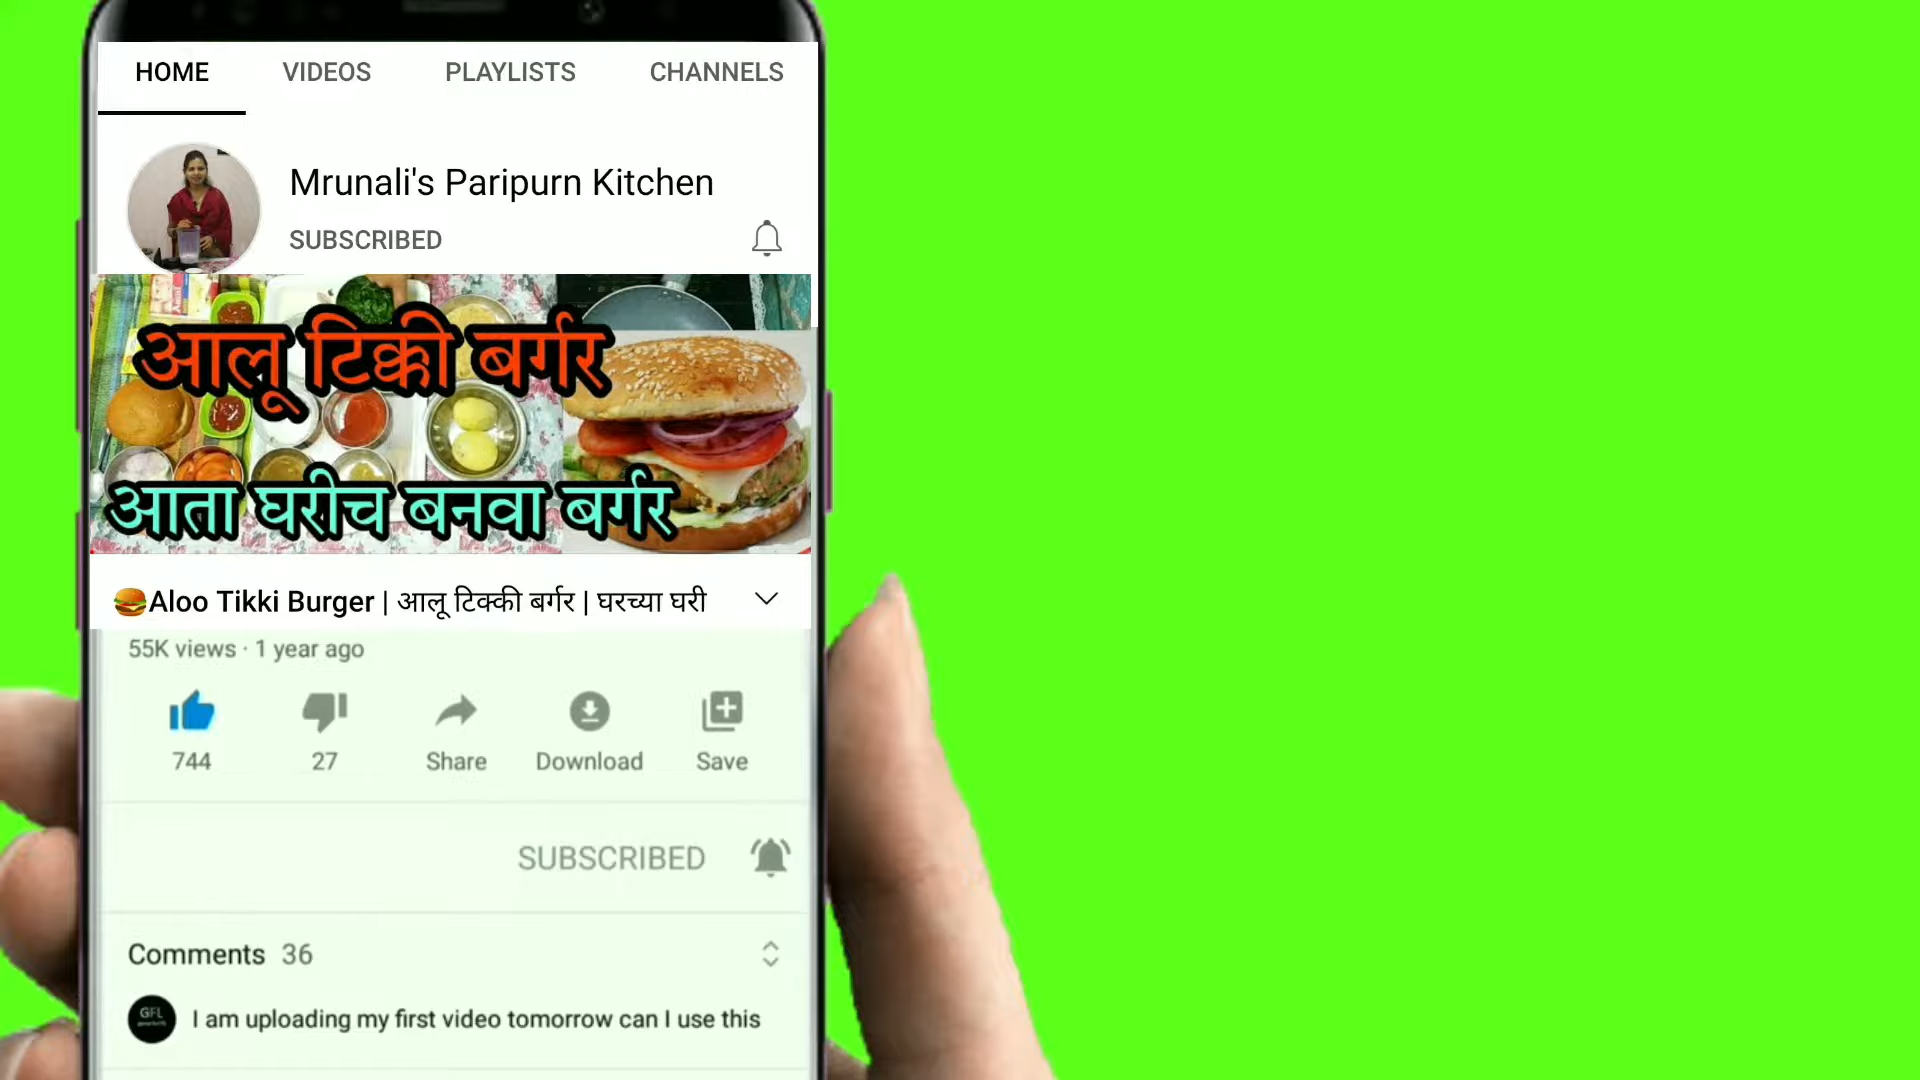 HOME VIDEOS PLAYLISTS CHANNELS
Mrunali's Paripurn Kitchen
SUBSCRIBED
आलू टिक्की बर्गर
आता घरीच बनवा बर्गर
🍔Aloo Tikki Burger | आलू टिक्की बर्गर | घरच्या घरी
55K views · 1 year ago
744 27 Share Download Save
SUBSCRIBED
Comments 36
GFL
I am uploading my first video tomorrow can I use this